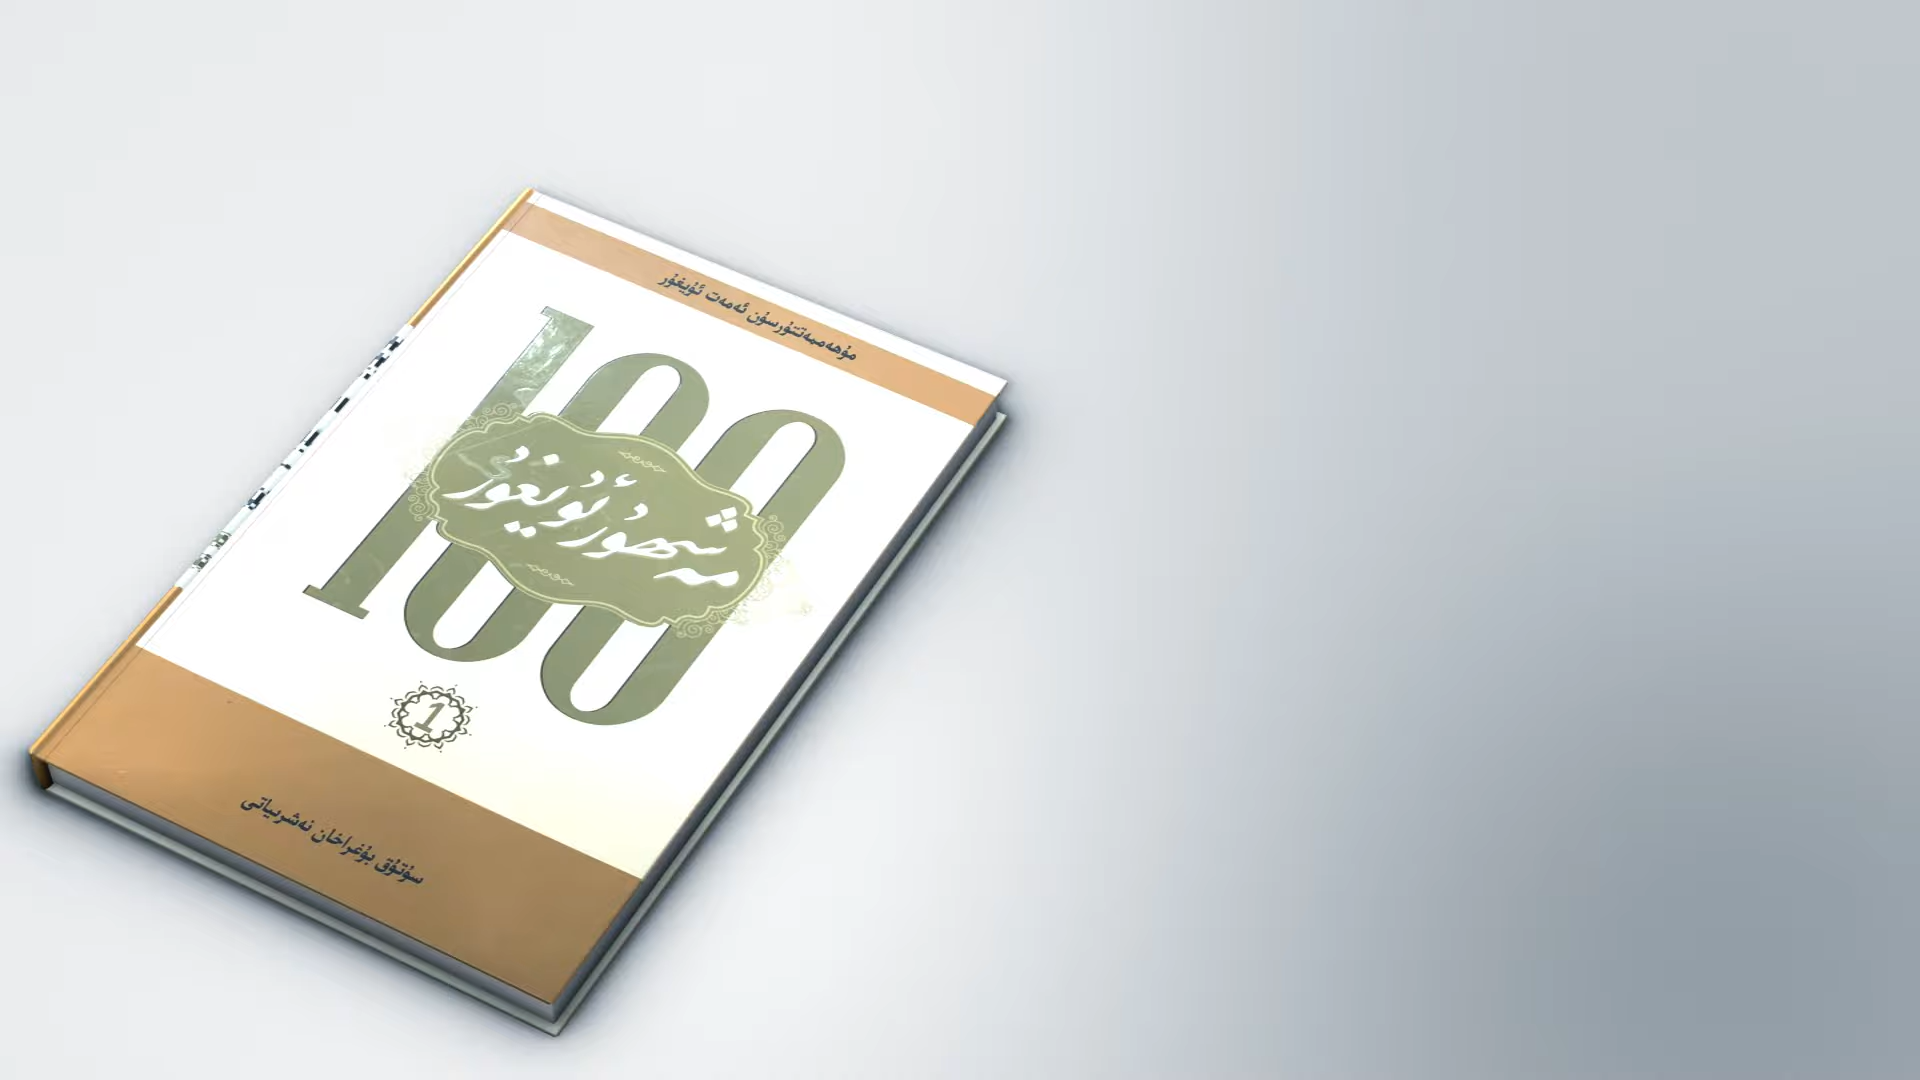 مۇھەممەتتۇرسۇن ئەمەت ئۇيغۇر
100
مەشھۇر ئۇيغۇر
1
سۇتۇق بۇغراخان نەشرىياتى